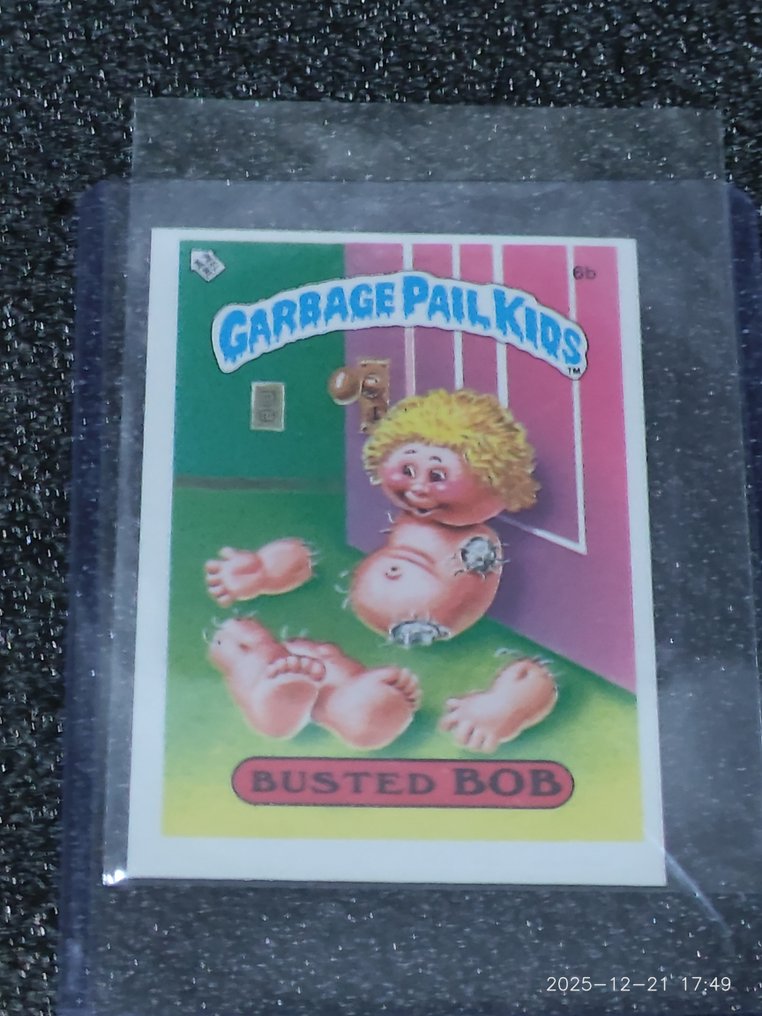 6b
GARBAGE PAIL KIDS
TM
BUSTED BOB
2025-12-21 17:49